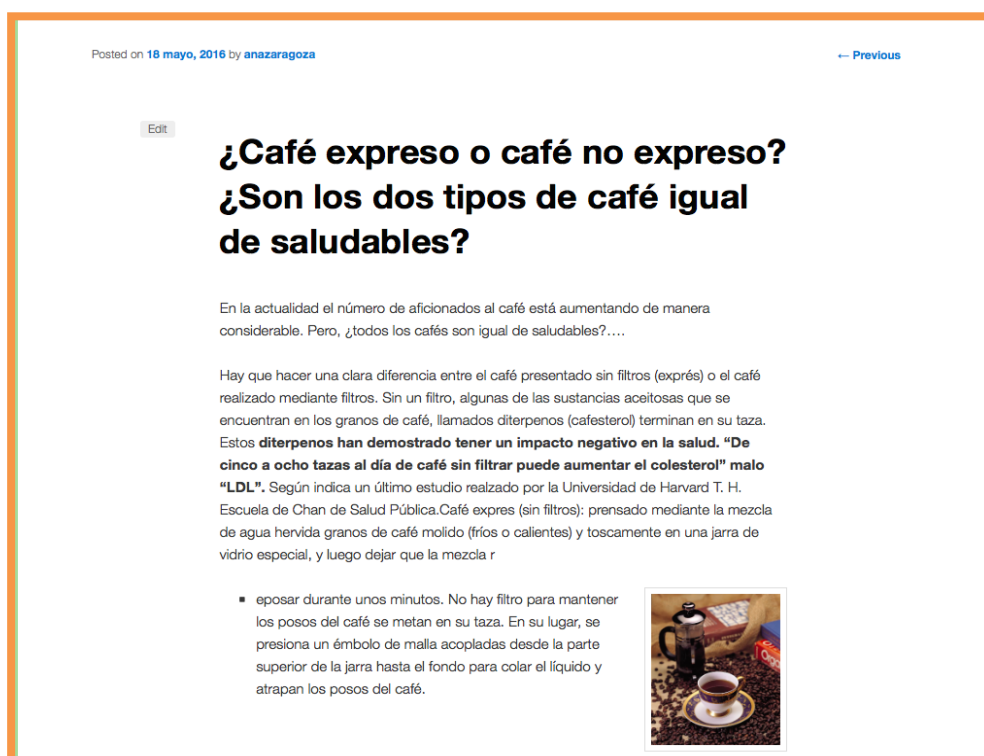 Posted on 18 mayo, 2016 by anazaragoza
← Previous
Edit
¿Café expreso o café no expreso?
¿Son los dos tipos de café igual
de saludables?
En la actualidad el número de aficionados al café está aumentando de manera
considerable. Pero, ¿todos los cafés son igual de saludables?….
Hay que hacer una clara diferencia entre el café presentado sin filtros (exprés) o el café
realizado mediante filtros. Sin un filtro, algunas de las sustancias aceitosas que se
encuentran en los granos de café, llamados diterpenos (cafesterol) terminan en su taza.
Estos diterpenos han demostrado tener un impacto negativo en la salud. “De
cinco a ocho tazas al día de café sin filtrar puede aumentar el colesterol” malo
“LDL”. Según indica un último estudio realzado por la Universidad de Harvard T. H.
Escuela de Chan de Salud Pública.Café expres (sin filtros): prensado mediante la mezcla
de agua hervida granos de café molido (fríos o calientes) y toscamente en una jarra de
vidrio especial, y luego dejar que la mezcla r
▪ eposar durante unos minutos. No hay filtro para mantener
los posos del café se metan en su taza. En su lugar, se
presiona un émbolo de malla acopladas desde la parte
superior de la jarra hasta el fondo para colar el líquido y
atrapan los posos del café.